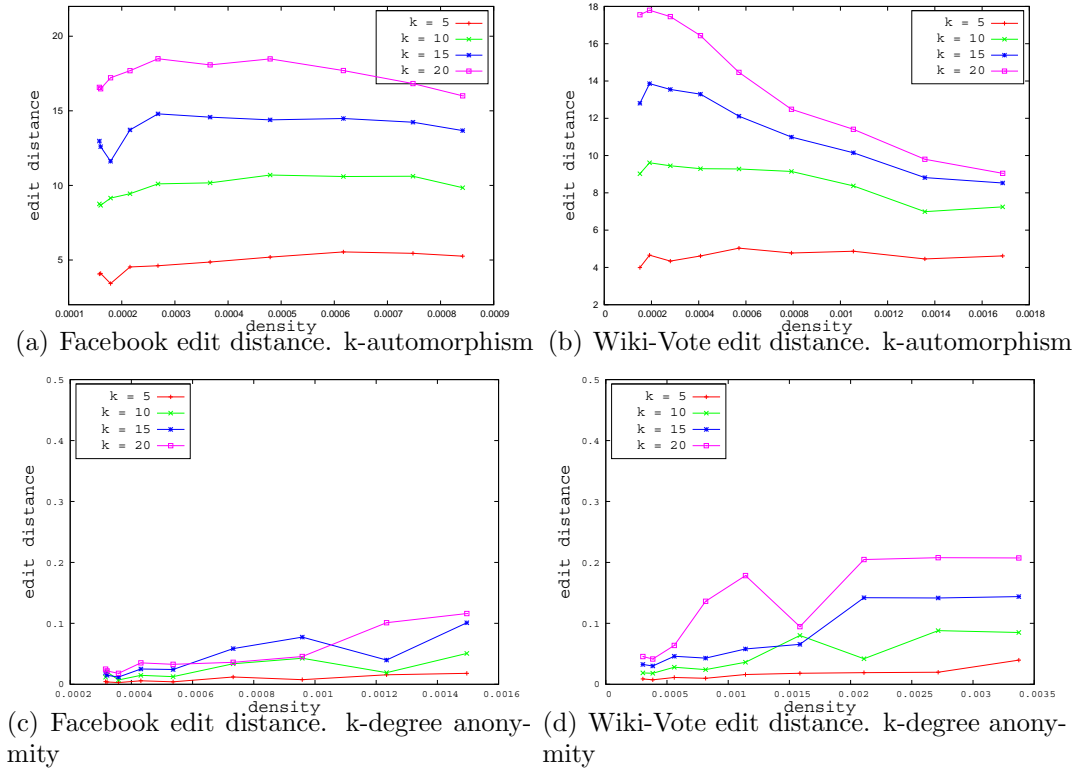 20
15
10
5
edit distance
k = 5
k = 10
k = 15
k = 20
0.0001 0.0002 0.0003 0.0004 0.0005 0.0006 0.0007 0.0008 0.0009
density
(a) Facebook edit distance. k-automorphism
18
16
14
12
10
8
6
4
2
edit distance
k = 5
k = 10
k = 15
k = 20
0 0.0002 0.0004 0.0006 0.0008 0.001 0.0012 0.0014 0.0016 0.0018
density
(b) Wiki-Vote edit distance. k-automorphism
0.5
0.4
0.3
0.2
0.1
0
edit distance
k = 5
k = 10
k = 15
k = 20
0.0002 0.0004 0.0006 0.0008 0.001 0.0012 0.0014 0.0016
density
(c) Facebook edit distance. k-degree anony-
mity
0.5
0.4
0.3
0.2
0.1
0
edit distance
k = 5
k = 10
k = 15
k = 20
0 0.0005 0.001 0.0015 0.002 0.0025 0.003 0.0035
density
(d) Wiki-Vote edit distance. k-degree anony-
mity